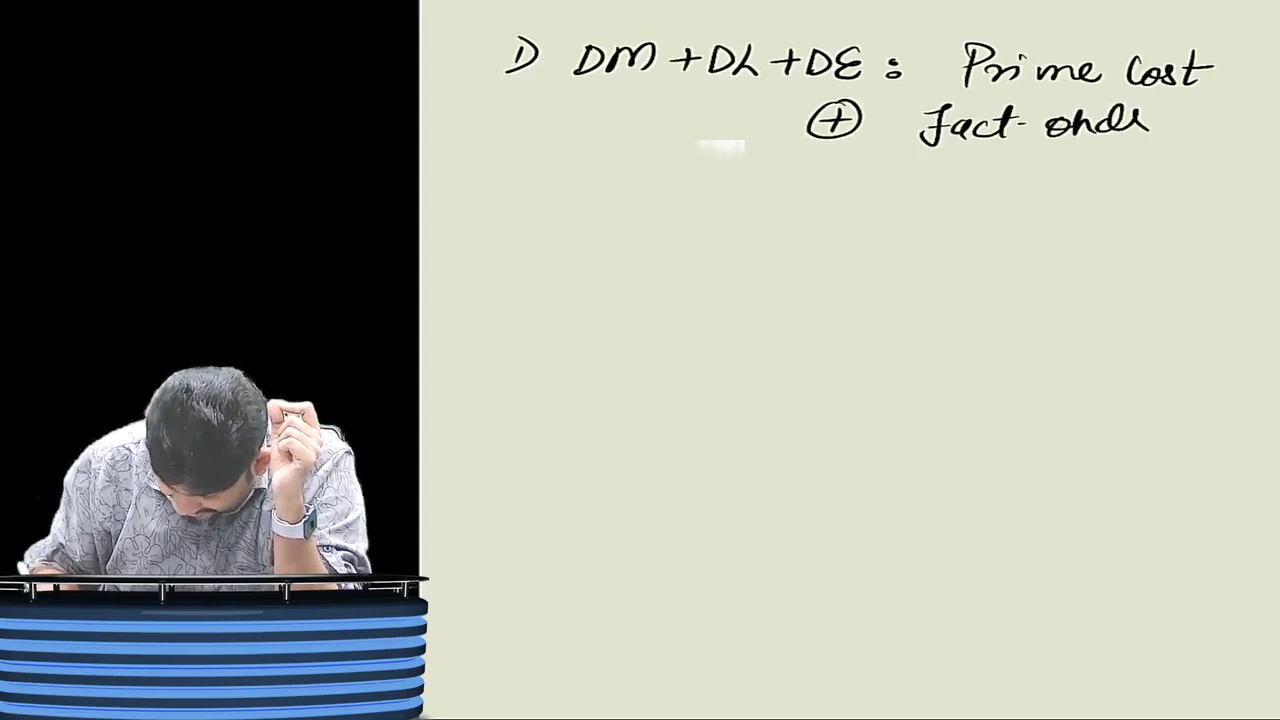 1) DM + DL + DE : Prime Cost
⊕ Fact. ohds